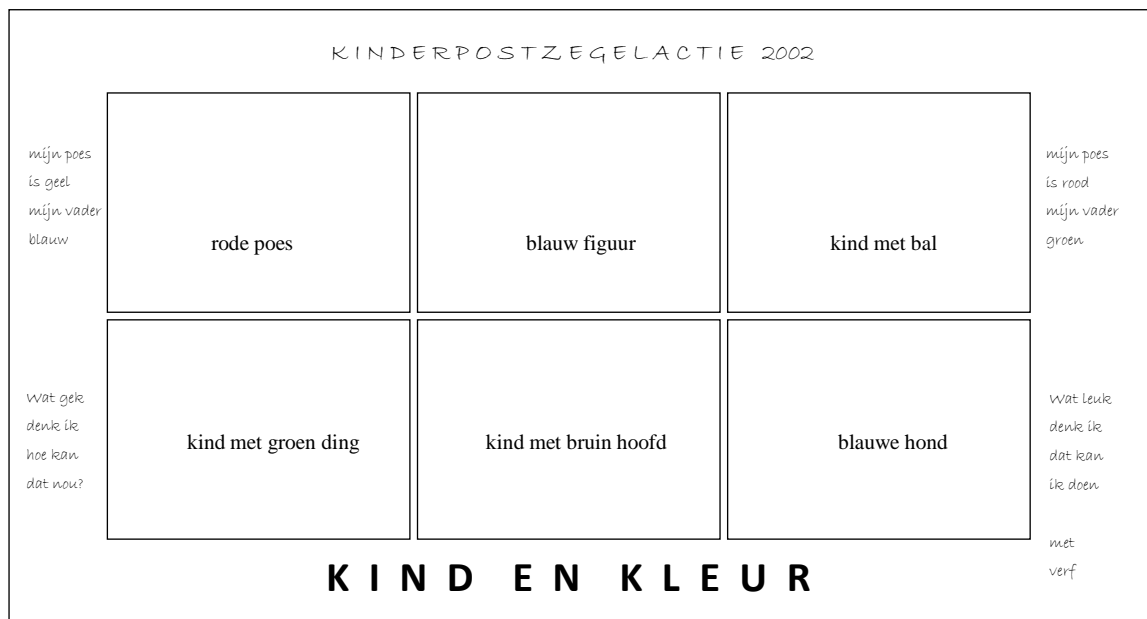 KINDERPOSTZEGELACTIE 2002
mijn poes
is geel
mijn vader
blauw
rode poes
blauw figuur
kind met bal
mijn poes
is rood
mijn vader
groen
Wat gek
denk ik
hoe kan
dat nou?
kind met groen ding
kind met bruin hoofd
blauwe hond
Wat leuk
denk ik
dat kan
ik doen
met
verf
KIND EN KLEUR